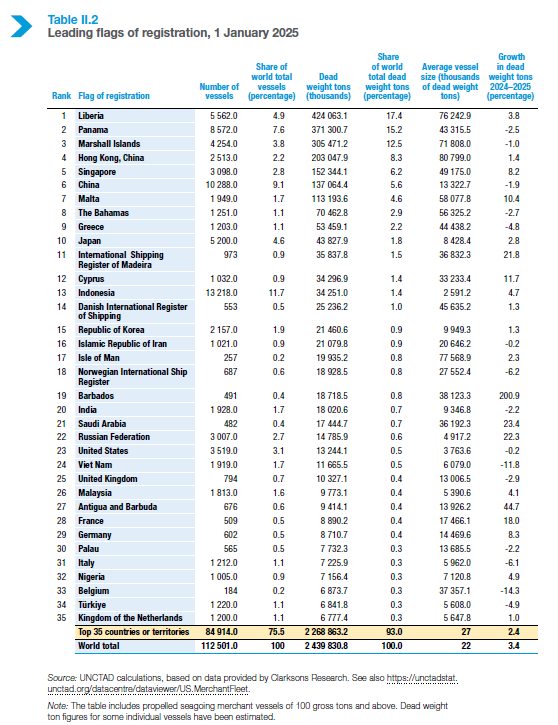 Table II.2
Leading flags of registration, 1 January 2025
Rank Flag of registration Number of vessels Share of world total vessels (percentage) Dead weight tons (thousands) Share of world total dead weight tons (percentage) Average vessel size (thousands of dead weight tons) Growth in dead weight tons 2024–2025 (percentage)
1 Liberia 5 562.0 4.9 424 063.1 17.4 76 242.9 3.8
2 Panama 8 572.0 7.6 371 300.7 15.2 43 315.5 -2.5
3 Marshall Islands 4 254.0 3.8 305 471.2 12.5 71 808.0 -1.0
4 Hong Kong, China 2 513.0 2.2 203 047.9 8.3 80 799.0 1.4
5 Singapore 3 098.0 2.8 152 344.1 6.2 49 175.0 8.2
6 China 10 288.0 9.1 137 064.4 5.6 13 322.7 -1.9
7 Malta 1 949.0 1.7 113 193.6 4.6 58 077.8 10.4
8 The Bahamas 1 251.0 1.1 70 462.8 2.9 56 325.2 -2.7
9 Greece 1 203.0 1.1 53 459.1 2.2 44 438.2 -4.8
10 Japan 5 200.0 4.6 43 827.9 1.8 8 428.4 2.8
11 International Shipping Register of Madeira 973 0.9 35 837.8 1.5 36 832.3 21.8
12 Cyprus 1 032.0 0.9 34 296.9 1.4 33 233.4 11.7
13 Indonesia 13 218.0 11.7 34 251.0 1.4 2 591.2 4.7
14 Danish International Register of Shipping 553 0.5 25 236.2 1.0 45 635.2 1.3
15 Republic of Korea 2 157.0 1.9 21 460.6 0.9 9 949.3 1.3
16 Islamic Republic of Iran 1 021.0 0.9 21 079.8 0.9 20 646.2 -0.2
17 Isle of Man 257 0.2 19 935.2 0.8 77 568.9 2.3
18 Norwegian International Ship Register 687 0.6 18 928.5 0.8 27 552.4 -6.2
19 Barbados 491 0.4 18 718.5 0.8 38 123.3 200.9
20 India 1 928.0 1.7 18 020.6 0.7 9 346.8 -2.2
21 Saudi Arabia 482 0.4 17 444.7 0.7 36 192.3 23.4
22 Russian Federation 3 007.0 2.7 14 785.9 0.6 4 917.2 22.3
23 United States 3 519.0 3.1 13 244.1 0.5 3 763.6 -0.2
24 Viet Nam 1 919.0 1.7 11 665.5 0.5 6 079.0 -11.8
25 United Kingdom 794 0.7 10 327.1 0.4 13 006.5 -2.9
26 Malaysia 1 813.0 1.6 9 773.1 0.4 5 390.6 4.1
27 Antigua and Barbuda 676 0.6 9 414.1 0.4 13 926.2 44.7
28 France 509 0.5 8 890.2 0.4 17 466.1 18.0
29 Germany 602 0.5 8 710.7 0.4 14 469.6 8.3
30 Palau 565 0.5 7 732.3 0.3 13 685.5 -2.2
31 Italy 1 212.0 1.1 7 225.9 0.3 5 962.0 -6.1
32 Nigeria 1 005.0 0.9 7 156.4 0.3 7 120.8 4.9
33 Belgium 184 0.2 6 873.7 0.3 37 357.1 -14.3
34 Türkiye 1 220.0 1.1 6 841.8 0.3 5 608.0 -4.9
35 Kingdom of the Netherlands 1 200.0 1.1 6 777.4 0.3 5 647.8 1.0
Top 35 countries or territories 84 914.0 75.5 2 268 863.2 93.0 27 2.4
World total 112 501.0 100 2 439 830.8 100.0 22 3.4
Source: UNCTAD calculations, based on data provided by Clarksons Research. See also https://unctadstat.
unctad.org/datacentre/dataviewer/US.MerchantFleet.
Note: The table includes propelled seagoing merchant vessels of 100 gross tons and above. Dead weight
ton figures for some individual vessels have been estimated.